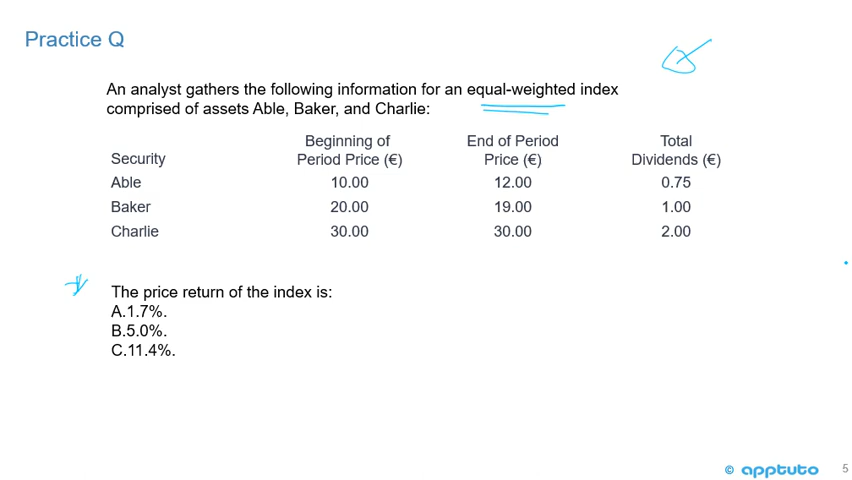 Practice Q
An analyst gathers the following information for an equal-weighted index
comprised of assets Able, Baker, and Charlie:
Security Beginning of Period Price (€) End of Period Price (€) Total Dividends (€)
Able 10.00 12.00 0.75
Baker 20.00 19.00 1.00
Charlie 30.00 30.00 2.00
The price return of the index is:
A.1.7%.
B.5.0%.
C.11.4%.
© apptuto 5